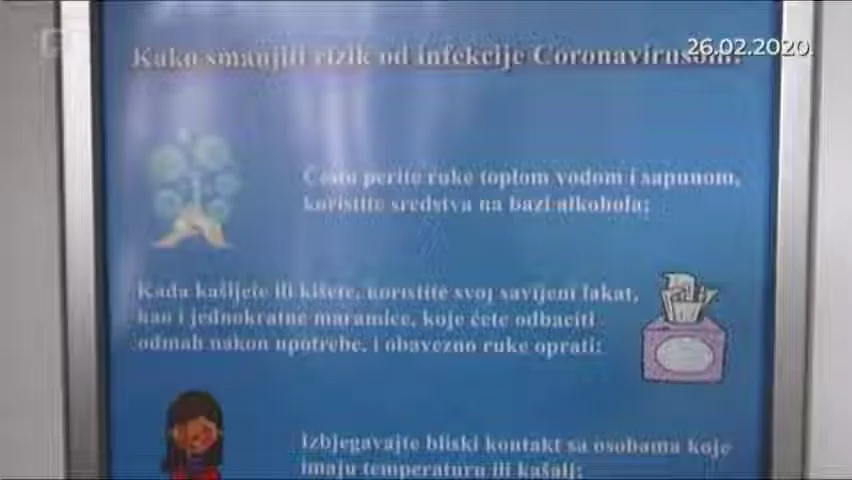 26.02.2020.
Kako smanjiti rizik od infekcije Coronavirusom?
Često perite ruke toplom vodom i sapunom,
koristite sredstva na bazi alkohola;
Kada kašljete ili kišete, koristite svoj savijeni lakat,
kao i jednokratne maramice, koje ćete odbaciti
odmah nakon upotrebe, i obavezno ruke oprati;
Izbjegavajte bliski kontakt sa osobama koje
imaju temperaturu ili kašalj;